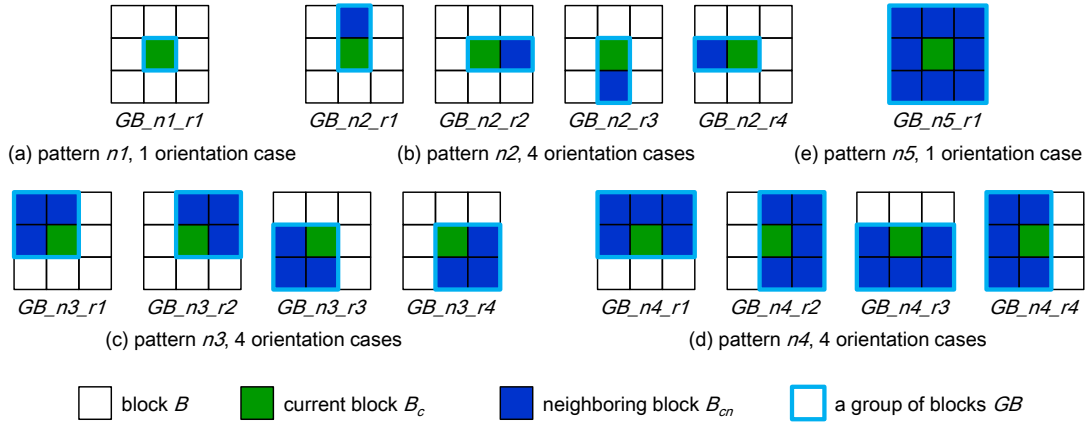 GB_n1_r1 GB_n2_r1 GB_n2_r2 GB_n2_r3 GB_n2_r4 GB_n5_r1
(a) pattern n1, 1 orientation case (b) pattern n2, 4 orientation cases (e) pattern n5, 1 orientation case
GB_n3_r1 GB_n3_r2 GB_n3_r3 GB_n3_r4 GB_n4_r1 GB_n4_r2 GB_n4_r3 GB_n4_r4
(c) pattern n3, 4 orientation cases (d) pattern n4, 4 orientation cases
block B current block Bc neighboring block Bcn a group of blocks GB